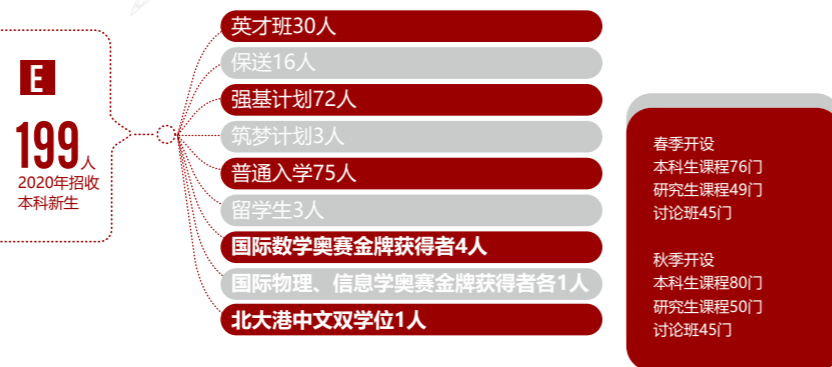 E
199人
2020年招收
本科新生
英才班30人
保送16人
强基计划72人
筑梦计划3人
普通入学75人
留学生3人
国际数学奥赛金牌获得者4人
国际物理、信息学奥赛金牌获得者各1人
北大港中文双学位1人
春季开设
本科生课程76门
研究生课程49门
讨论班45门
秋季开设
本科生课程80门
研究生课程50门
讨论班45门